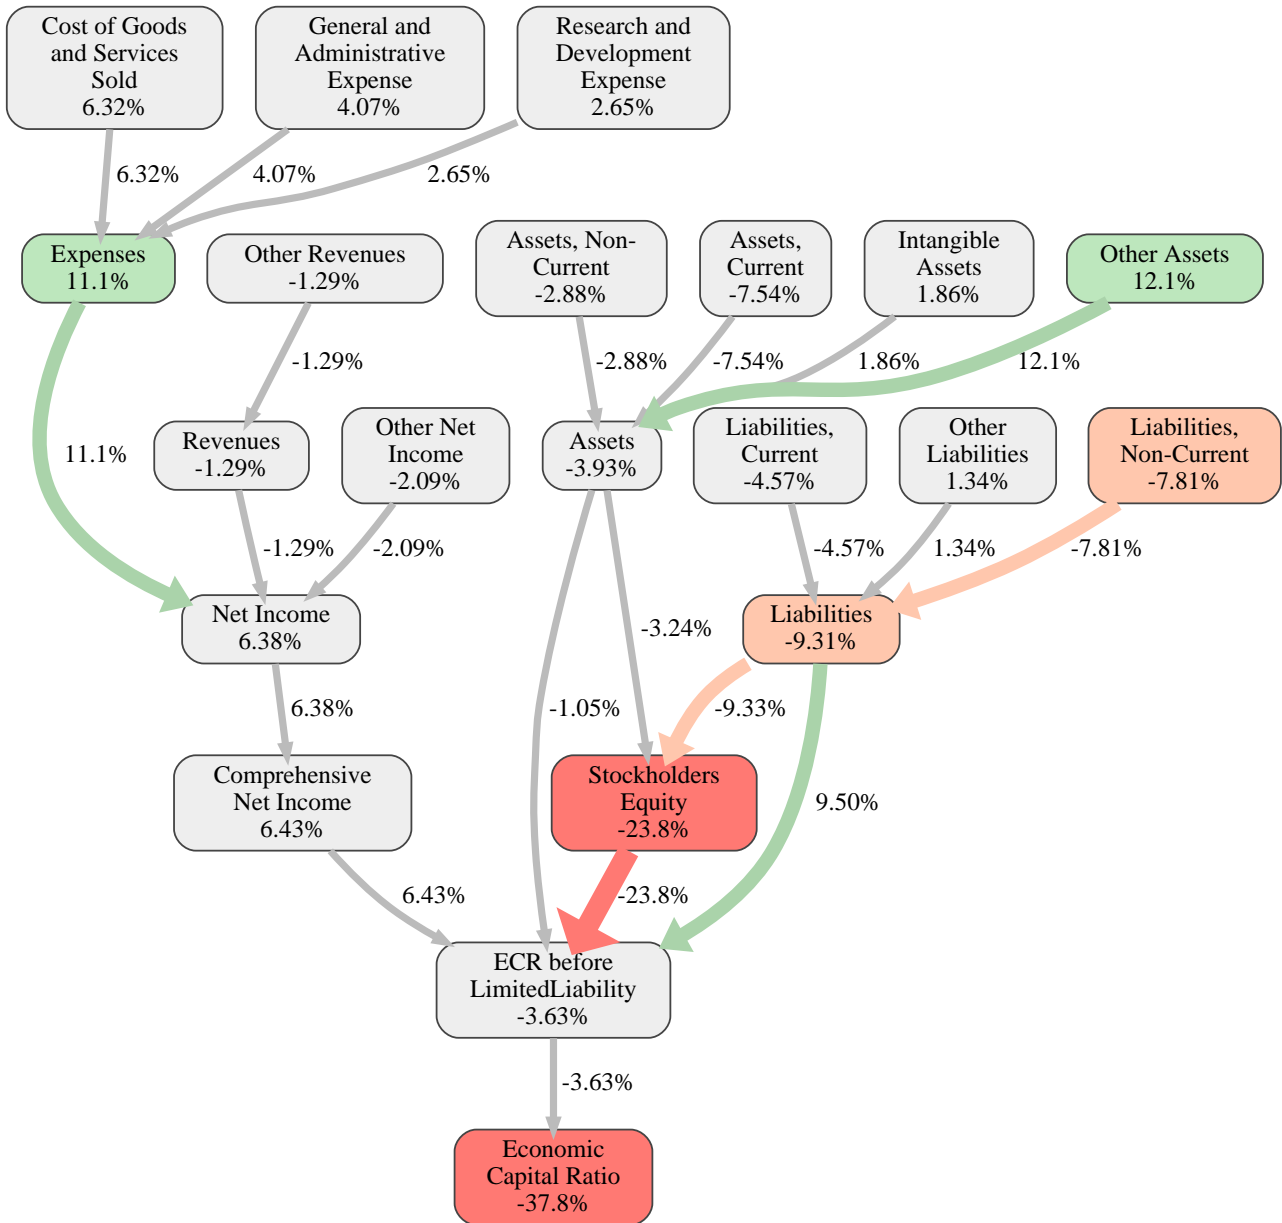 Cost of Goods
and Services
Sold
6.32%
General and
Administrative
Expense
4.07%
Research and
Development
Expense
2.65%
6.32%
4.07%
2.65%
Expenses
11.1%
Other Revenues
-1.29%
Assets, Non-
Current
-2.88%
Assets,
Current
-7.54%
Intangible
Assets
1.86%
Other Assets
12.1%
-1.29%
-2.88%
-7.54%
1.86%
12.1%
11.1%
Revenues
-1.29%
Other Net
Income
-2.09%
Assets
-3.93%
Liabilities,
Current
-4.57%
Other
Liabilities
1.34%
Liabilities,
Non-Current
-7.81%
-1.29%
-2.09%
-4.57%
1.34%
-7.81%
Net Income
6.38%
-3.24%
Liabilities
-9.31%
6.38%
-1.05%
-9.33%
Comprehensive
Net Income
6.43%
Stockholders
Equity
-23.8%
9.50%
6.43%
-23.8%
ECR before
LimitedLiability
-3.63%
-3.63%
Economic
Capital Ratio
-37.8%